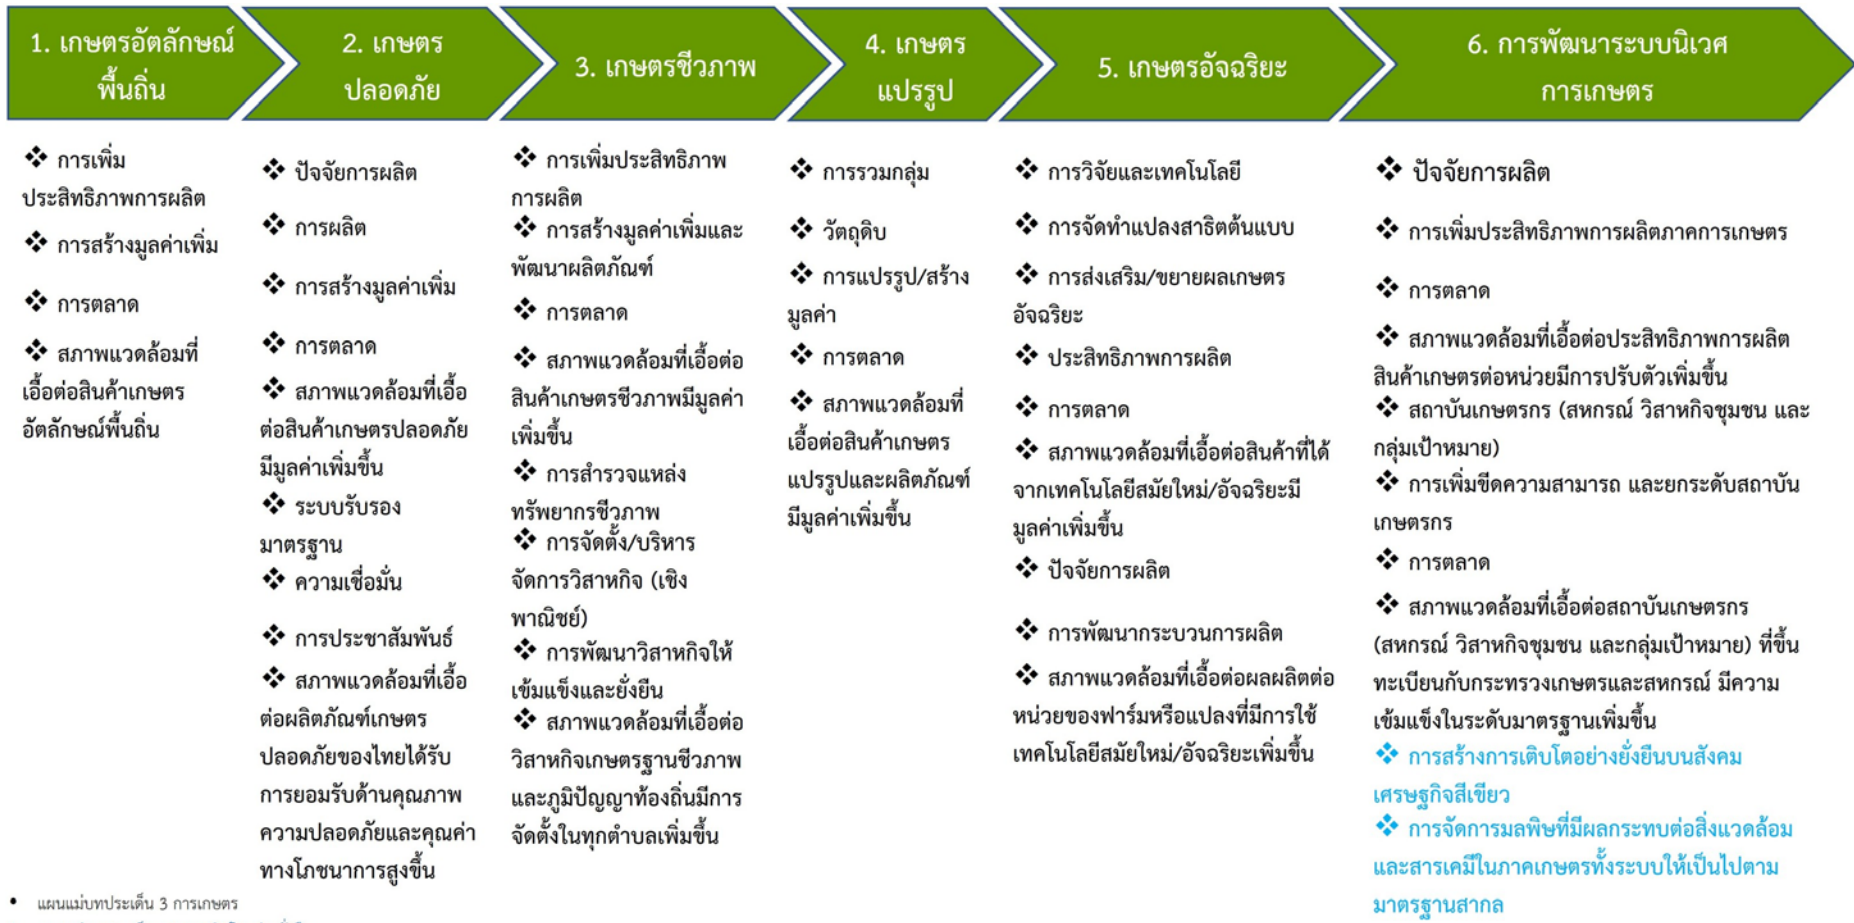 1. เกษตรอัตลักษณ์
พื้นถิ่น
2. เกษตร
ปลอดภัย
3. เกษตรชีวภาพ
4. เกษตร
แปรรูป
5. เกษตรอัจฉริยะ
6. การพัฒนาระบบนิเวศ
การเกษตร
❖ การเพิ่ม
ประสิทธิภาพการผลิต
❖ การสร้างมูลค่าเพิ่ม
❖ การตลาด
❖ สภาพแวดล้อมที่
เอื้อต่อสินค้าเกษตร
อัตลักษณ์พื้นถิ่น
❖ ปัจจัยการผลิต
❖ การผลิต
❖ การสร้างมูลค่าเพิ่ม
❖ การตลาด
❖ สภาพแวดล้อมที่เอื้อ
ต่อสินค้าเกษตรปลอดภัย
มีมูลค่าเพิ่มขึ้น
❖ ระบบรับรอง
มาตรฐาน
❖ ความเชื่อมั่น
❖ การประชาสัมพันธ์
❖ สภาพแวดล้อมที่เอื้อ
ต่อผลิตภัณฑ์เกษตร
ปลอดภัยของไทยได้รับ
การยอมรับด้านคุณภาพ
ความปลอดภัยและคุณค่า
ทางโภชนาการสูงขึ้น
❖ การเพิ่มประสิทธิภาพ
การผลิต
❖ การสร้างมูลค่าเพิ่มและ
พัฒนาผลิตภัณฑ์
❖ การตลาด
❖ สภาพแวดล้อมที่เอื้อต่อ
สินค้าเกษตรชีวภาพมีมูลค่า
เพิ่มขึ้น
❖ การสำรวจแหล่ง
ทรัพยากรชีวภาพ
❖ การจัดตั้ง/บริหาร
จัดการวิสาหกิจ (เชิง
พาณิชย์)
❖ การพัฒนาวิสาหกิจให้
เข้มแข็งและยั่งยืน
❖ สภาพแวดล้อมที่เอื้อต่อ
วิสาหกิจเกษตรฐานชีวภาพ
และภูมิปัญญาท้องถิ่นมีการ
จัดตั้งในทุกตำบลเพิ่มขึ้น
❖ การรวมกลุ่ม
❖ วัตถุดิบ
❖ การแปรรูป/สร้าง
มูลค่า
❖ การตลาด
❖ สภาพแวดล้อมที่
เอื้อต่อสินค้าเกษตร
แปรรูปและผลิตภัณฑ์
มีมูลค่าเพิ่มขึ้น
❖ การวิจัยและเทคโนโลยี
❖ การจัดทำแปลงสาธิตต้นแบบ
❖ การส่งเสริม/ขยายผลเกษตร
อัจฉริยะ
❖ ประสิทธิภาพการผลิต
❖ การตลาด
❖ สภาพแวดล้อมที่เอื้อต่อสินค้าที่ได้
จากเทคโนโลยีสมัยใหม่/อัจฉริยะมี
มูลค่าเพิ่มขึ้น
❖ ปัจจัยการผลิต
❖ การพัฒนากระบวนการผลิต
❖ สภาพแวดล้อมที่เอื้อต่อผลผลิตต่อ
หน่วยของฟาร์มหรือแปลงที่มีการใช้
เทคโนโลยีสมัยใหม่/อัจฉริยะเพิ่มขึ้น
❖ ปัจจัยการผลิต
❖ การเพิ่มประสิทธิภาพการผลิตภาคการเกษตร
❖ การตลาด
❖ สภาพแวดล้อมที่เอื้อต่อประสิทธิภาพการผลิต
สินค้าเกษตรต่อหน่วยมีการปรับตัวเพิ่มขึ้น
❖ สถาบันเกษตรกร (สหกรณ์ วิสาหกิจชุมชน และ
กลุ่มเป้าหมาย)
❖ การเพิ่มขีดความสามารถ และยกระดับสถาบัน
เกษตรกร
❖ การตลาด
❖ สภาพแวดล้อมที่เอื้อต่อสถาบันเกษตรกร
(สหกรณ์ วิสาหกิจชุมชน และกลุ่มเป้าหมาย) ที่ขึ้น
ทะเบียนกับกระทรวงเกษตรและสหกรณ์ มีความ
เข้มแข็งในระดับมาตรฐานเพิ่มขึ้น
❖ การสร้างการเติบโตอย่างยั่งยืนบนสังคม
เศรษฐกิจสีเขียว
❖ การจัดการมลพิษที่มีผลกระทบต่อสิ่งแวดล้อม
และสารเคมีในภาคเกษตรทั้งระบบให้เป็นไปตาม
มาตรฐานสากล
• แผนแม่บทประเด็น 3 การเกษตร